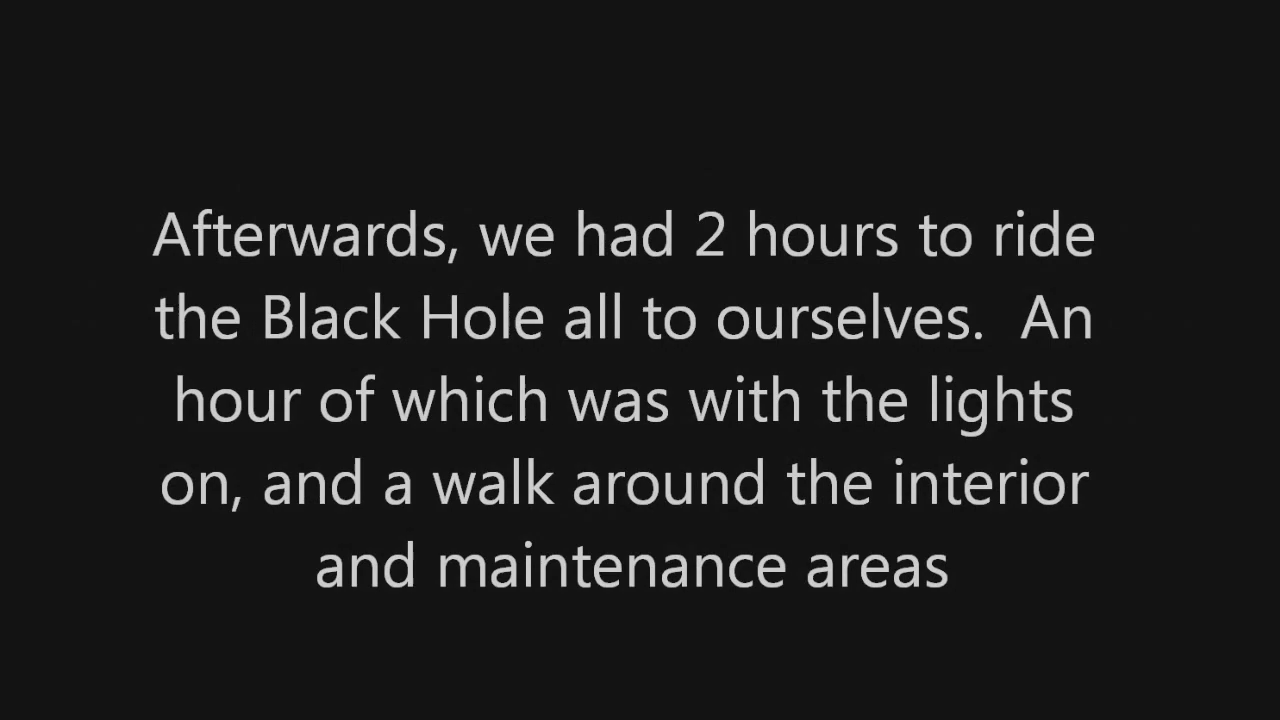 Afterwards, we had 2 hours to ride
the Black Hole all to ourselves.  An
hour of which was with the lights
on, and a walk around the interior
and maintenance areas